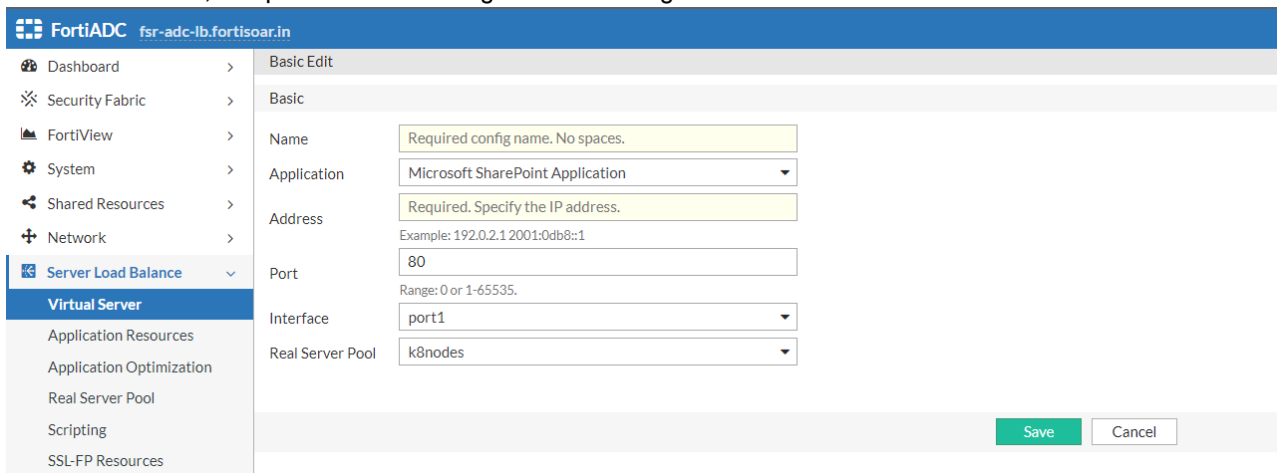 FortiADC fsr-adc-lb.fortisoar.in
Dashboard
Security Fabric
FortiView
System
Shared Resources
Network
Server Load Balance
Virtual Server
Application Resources
Application Optimization
Real Server Pool
Scripting
SSL-FP Resources
Basic Edit
Basic
Name Required config name. No spaces.
Application Microsoft SharePoint Application
Address Required. Specify the IP address.
Example: 192.0.2.1 2001:0db8::1
Port 80
Range: 0 or 1-65535.
Interface port1
Real Server Pool k8nodes
Save Cancel